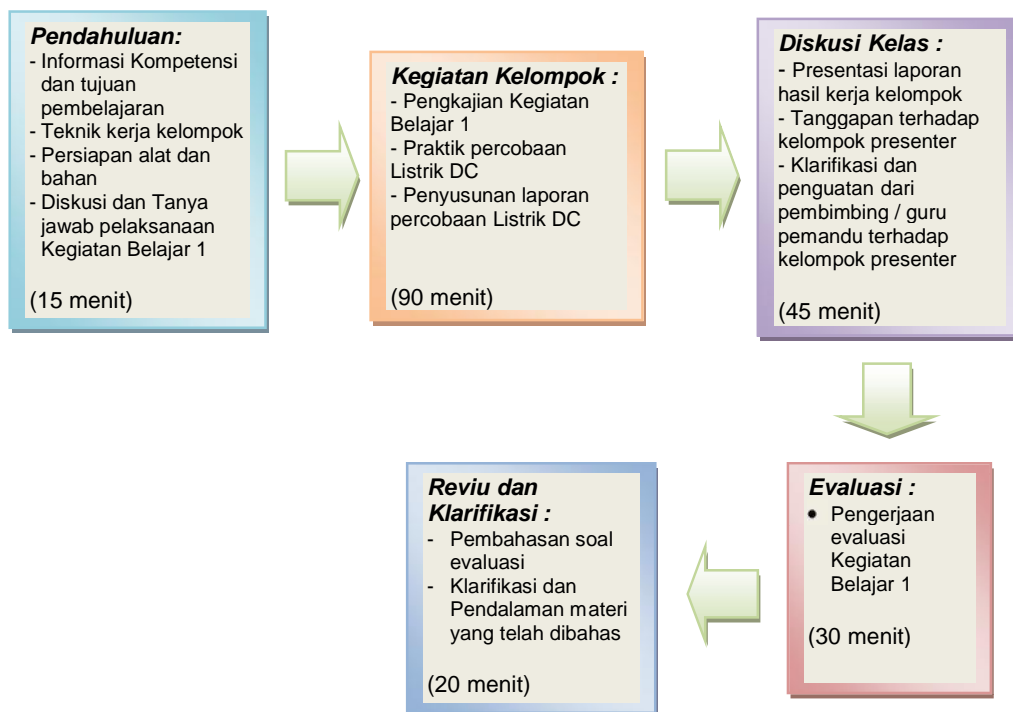 Pendahuluan:
- Informasi Kompetensi
dan tujuan
pembelajaran
- Teknik kerja kelompok
- Persiapan alat dan
bahan
- Diskusi dan Tanya
jawab pelaksanaan
Kegiatan Belajar 1
(15 menit)
Kegiatan Kelompok :
- Pengkajian Kegiatan
Belajar 1
- Praktik percobaan
Listrik DC
- Penyusunan laporan
percobaan Listrik DC
(90 menit)
Diskusi Kelas :
- Presentasi laporan
hasil kerja kelompok
- Tanggapan terhadap
kelompok presenter
- Klarifikasi dan
penguatan dari
pembimbing / guru
pemandu terhadap
kelompok presenter
(45 menit)
Evaluasi :
• Pengerjaan
evaluasi
Kegiatan
Belajar 1
(30 menit)
Reviu dan
Klarifikasi :
- Pembahasan soal
evaluasi
- Klarifikasi dan
Pendalaman materi
yang telah dibahas
(20 menit)